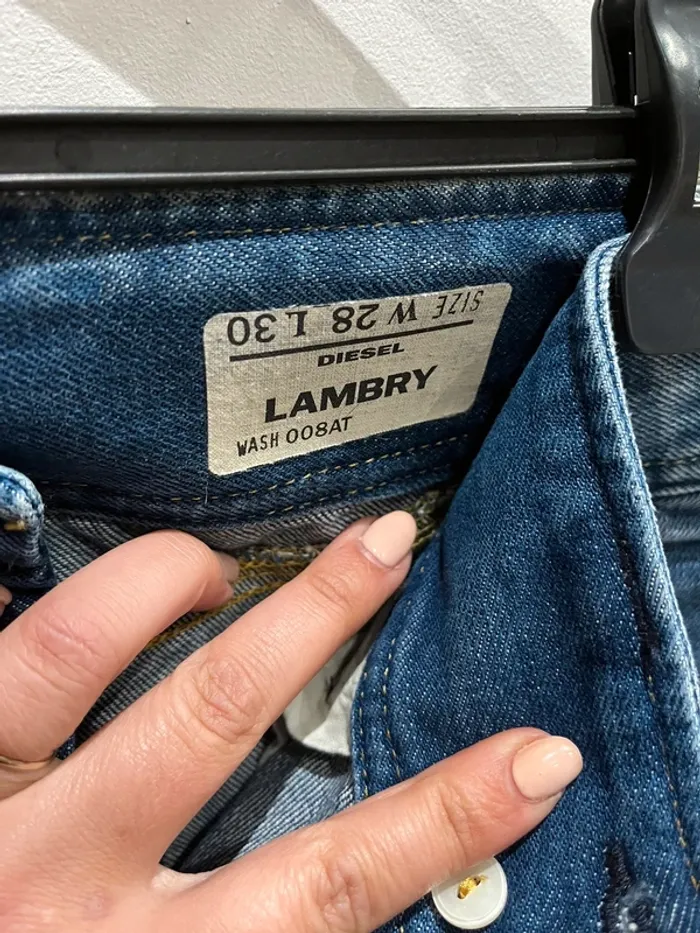 SIZE W 28 L 30
DIESEL
LAMBRY
WASH 008AT